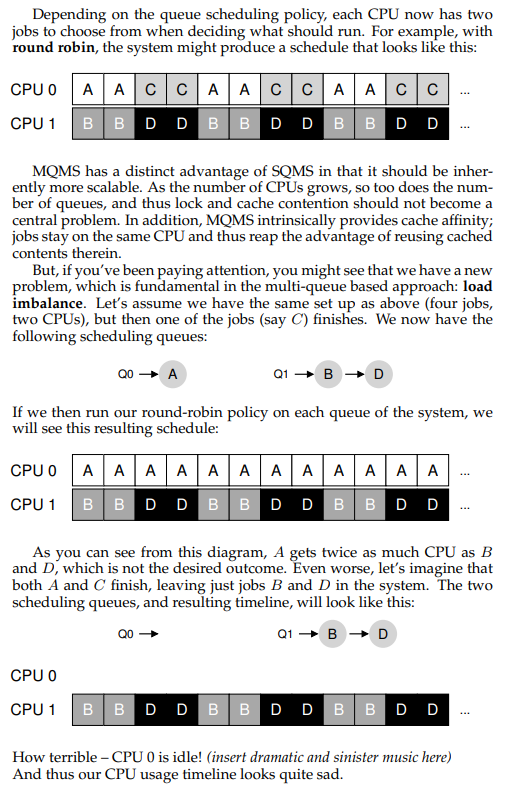 Depending on the queue scheduling policy, each CPU now has two
jobs to choose from when deciding what should run. For example, with
round robin, the system might produce a schedule that looks like this:
CPU 0 A A C C A A C C A A C C ...
CPU 1 B B D D B B D D B B D D ...
MQMS has a distinct advantage of SQMS in that it should be inher-
ently more scalable. As the number of CPUs grows, so too does the num-
ber of queues, and thus lock and cache contention should not become a
central problem. In addition, MQMS intrinsically provides cache affinity;
jobs stay on the same CPU and thus reap the advantage of reusing cached
contents therein.
But, if you've been paying attention, you might see that we have a new
problem, which is fundamental in the multi-queue based approach: load
imbalance. Let's assume we have the same set up as above (four jobs,
two CPUs), but then one of the jobs (say C) finishes. We now have the
following scheduling queues:
Q0 → A Q1 → B → D
If we then run our round-robin policy on each queue of the system, we
will see this resulting schedule:
CPU 0 A A A A A A A A A A A A ...
CPU 1 B B D D B B D D B B D D ...
As you can see from this diagram, A gets twice as much CPU as B
and D, which is not the desired outcome. Even worse, let's imagine that
both A and C finish, leaving just jobs B and D in the system. The two
scheduling queues, and resulting timeline, will look like this:
Q0 → Q1 → B → D
CPU 0
CPU 1 B B D D B B D D B B D D ...
How terrible – CPU 0 is idle! (insert dramatic and sinister music here)
And thus our CPU usage timeline looks quite sad.